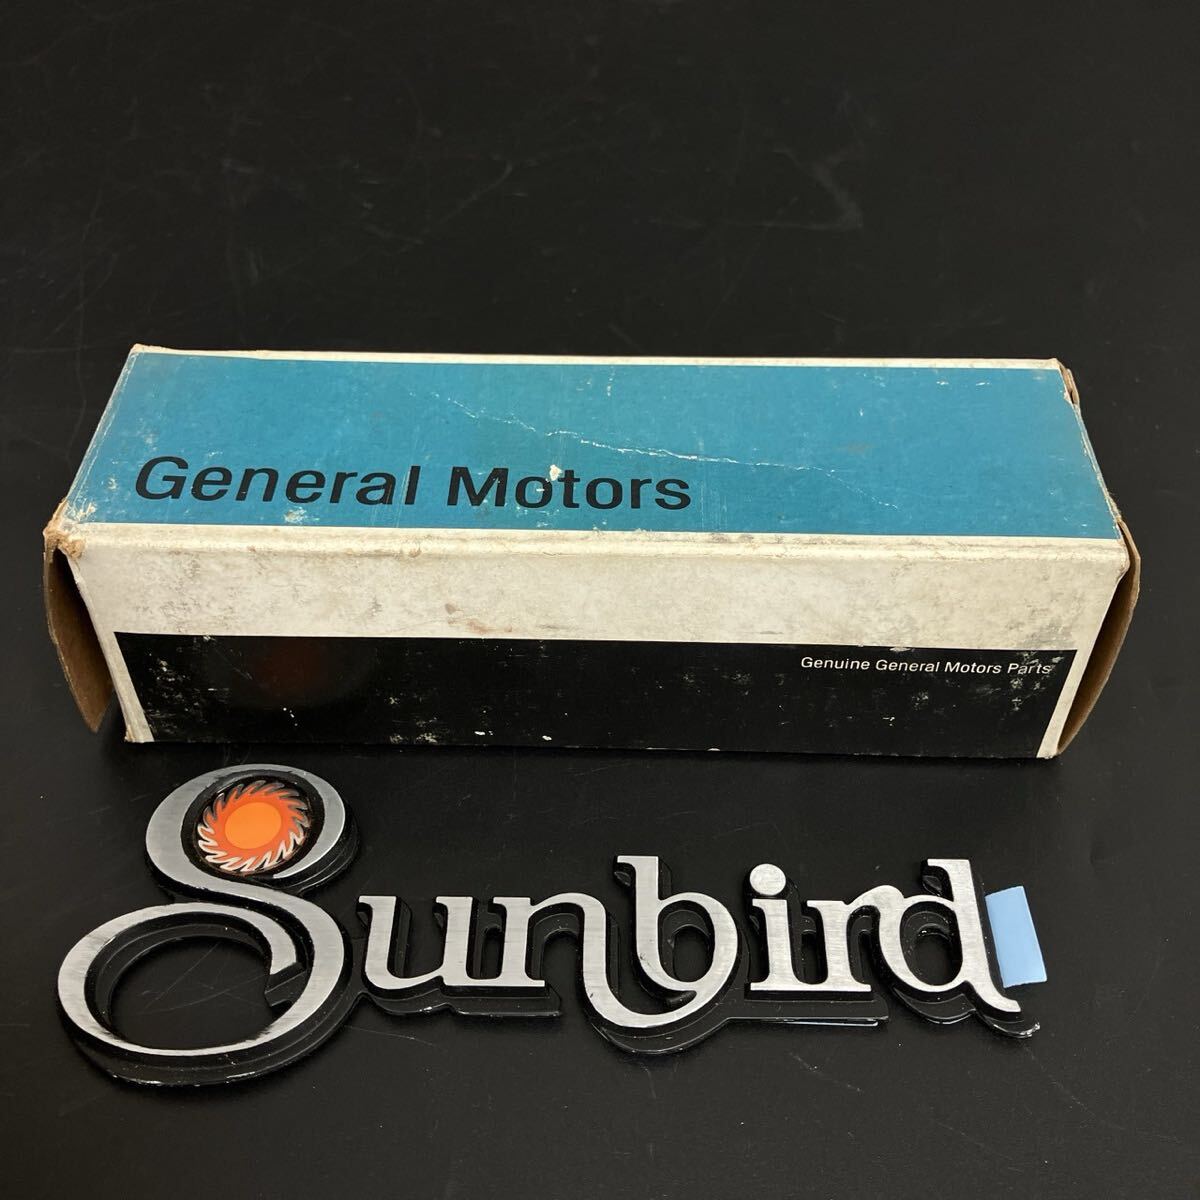 General Motors
Genuine General Motors Parts
Sunbird